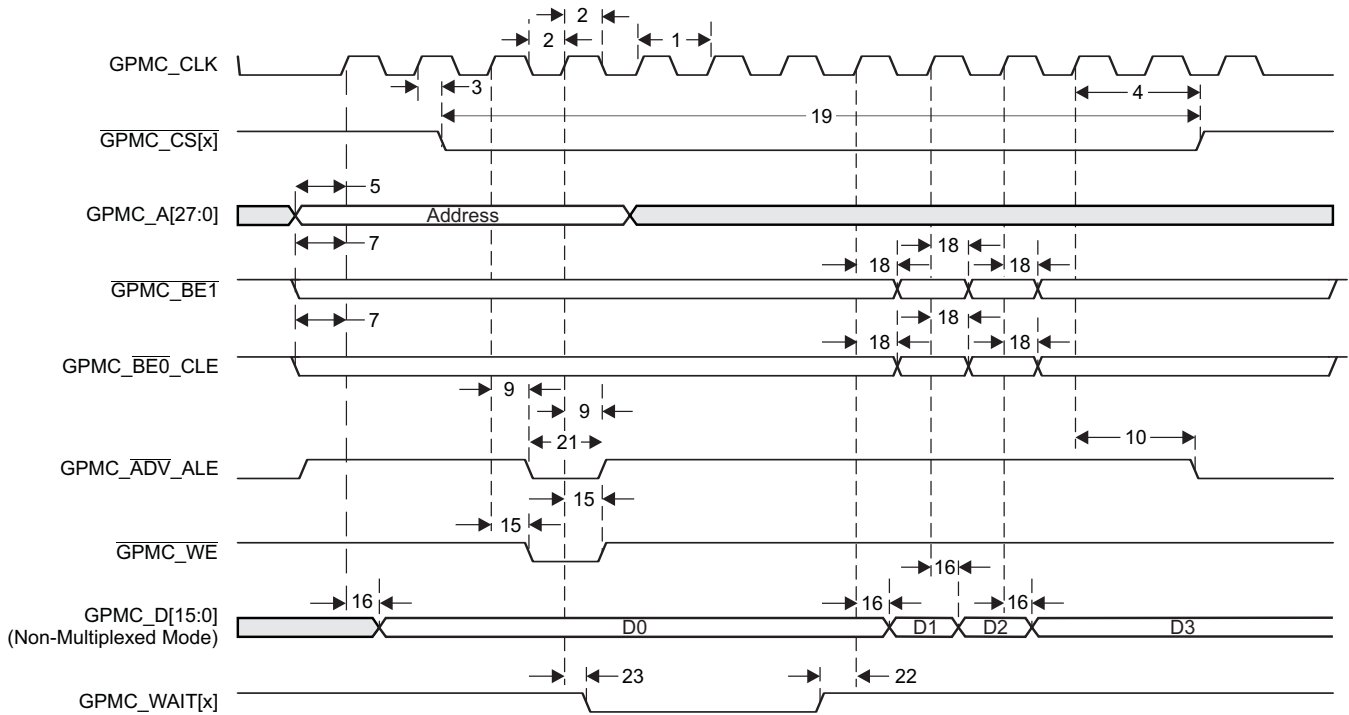 2
2
1
GPMC_CLK
3
4
19
GPMC_CS[x]
5
GPMC_A[27:0]
Address
7
18
18
18
GPMC_BE1
7
18
18
18
GPMC_BE0_CLE
9
9
21
10
GPMC_ADV_ALE
15
15
GPMC_WE
16
16
16
16
GPMC_D[15:0]
(Non-Multiplexed Mode)
D0
D1
D2
D3
23
22
GPMC_WAIT[x]